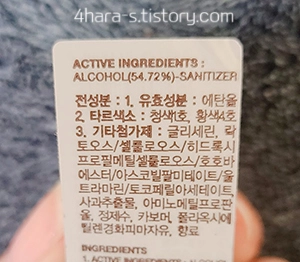 4hara-s.tistory.com
ACTIVE INGREDIENTS :
ALCOHOL(54.72%)-SANITIZER
전성분 : 1. 유효성분 : 에탄올
2. 타르색소 : 청색1호, 황색4호
3. 기타첨가제 : 글리세린, 락
토오스/셀룰로오스/히드록시
프로필메틸셀룰로오스/호호바
에스터/아스코빌팔미테이트/울
트라마린/토코페릴아세테이트,
사과추출물, 아미노메틸프로판
올, 정제수, 카보머, 폴리옥시에
틸렌경화피마자유, 향료
INGREDIENTS
1. ACTIVE INGREDIENTS : ALCOHOL